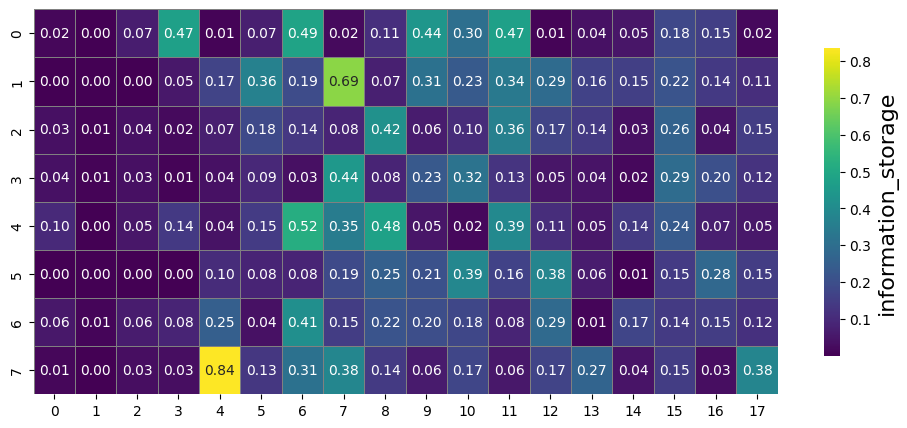 0 0.02 0.00 0.07 0.47 0.01 0.07 0.49 0.02 0.11 0.44 0.30 0.47 0.01 0.04 0.05 0.18 0.15 0.02
1 0.00 0.00 0.00 0.05 0.17 0.36 0.19 0.69 0.07 0.31 0.23 0.34 0.29 0.16 0.15 0.22 0.14 0.11
2 0.03 0.01 0.04 0.02 0.07 0.18 0.14 0.08 0.42 0.06 0.10 0.36 0.17 0.14 0.03 0.26 0.04 0.15
3 0.04 0.01 0.03 0.01 0.04 0.09 0.03 0.44 0.08 0.23 0.32 0.13 0.05 0.04 0.02 0.29 0.20 0.12
4 0.10 0.00 0.05 0.14 0.04 0.15 0.52 0.35 0.48 0.05 0.02 0.39 0.11 0.05 0.14 0.24 0.07 0.05
5 0.00 0.00 0.00 0.00 0.10 0.08 0.08 0.19 0.25 0.21 0.39 0.16 0.38 0.06 0.01 0.15 0.28 0.15
6 0.06 0.01 0.06 0.08 0.25 0.04 0.41 0.15 0.22 0.20 0.18 0.08 0.29 0.01 0.17 0.14 0.15 0.12
7 0.01 0.00 0.03 0.03 0.84 0.13 0.31 0.38 0.14 0.06 0.17 0.06 0.17 0.27 0.04 0.15 0.03 0.38
0 1 2 3 4 5 6 7 8 9 10 11 12 13 14 15 16 17
0.8
0.7
0.6
0.5
0.4
0.3
0.2
0.1
information_storage